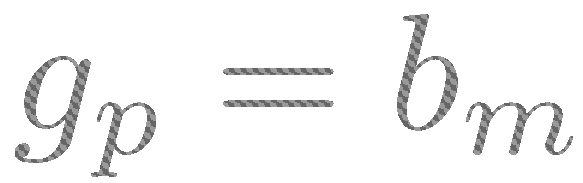 $g_p = b_m$